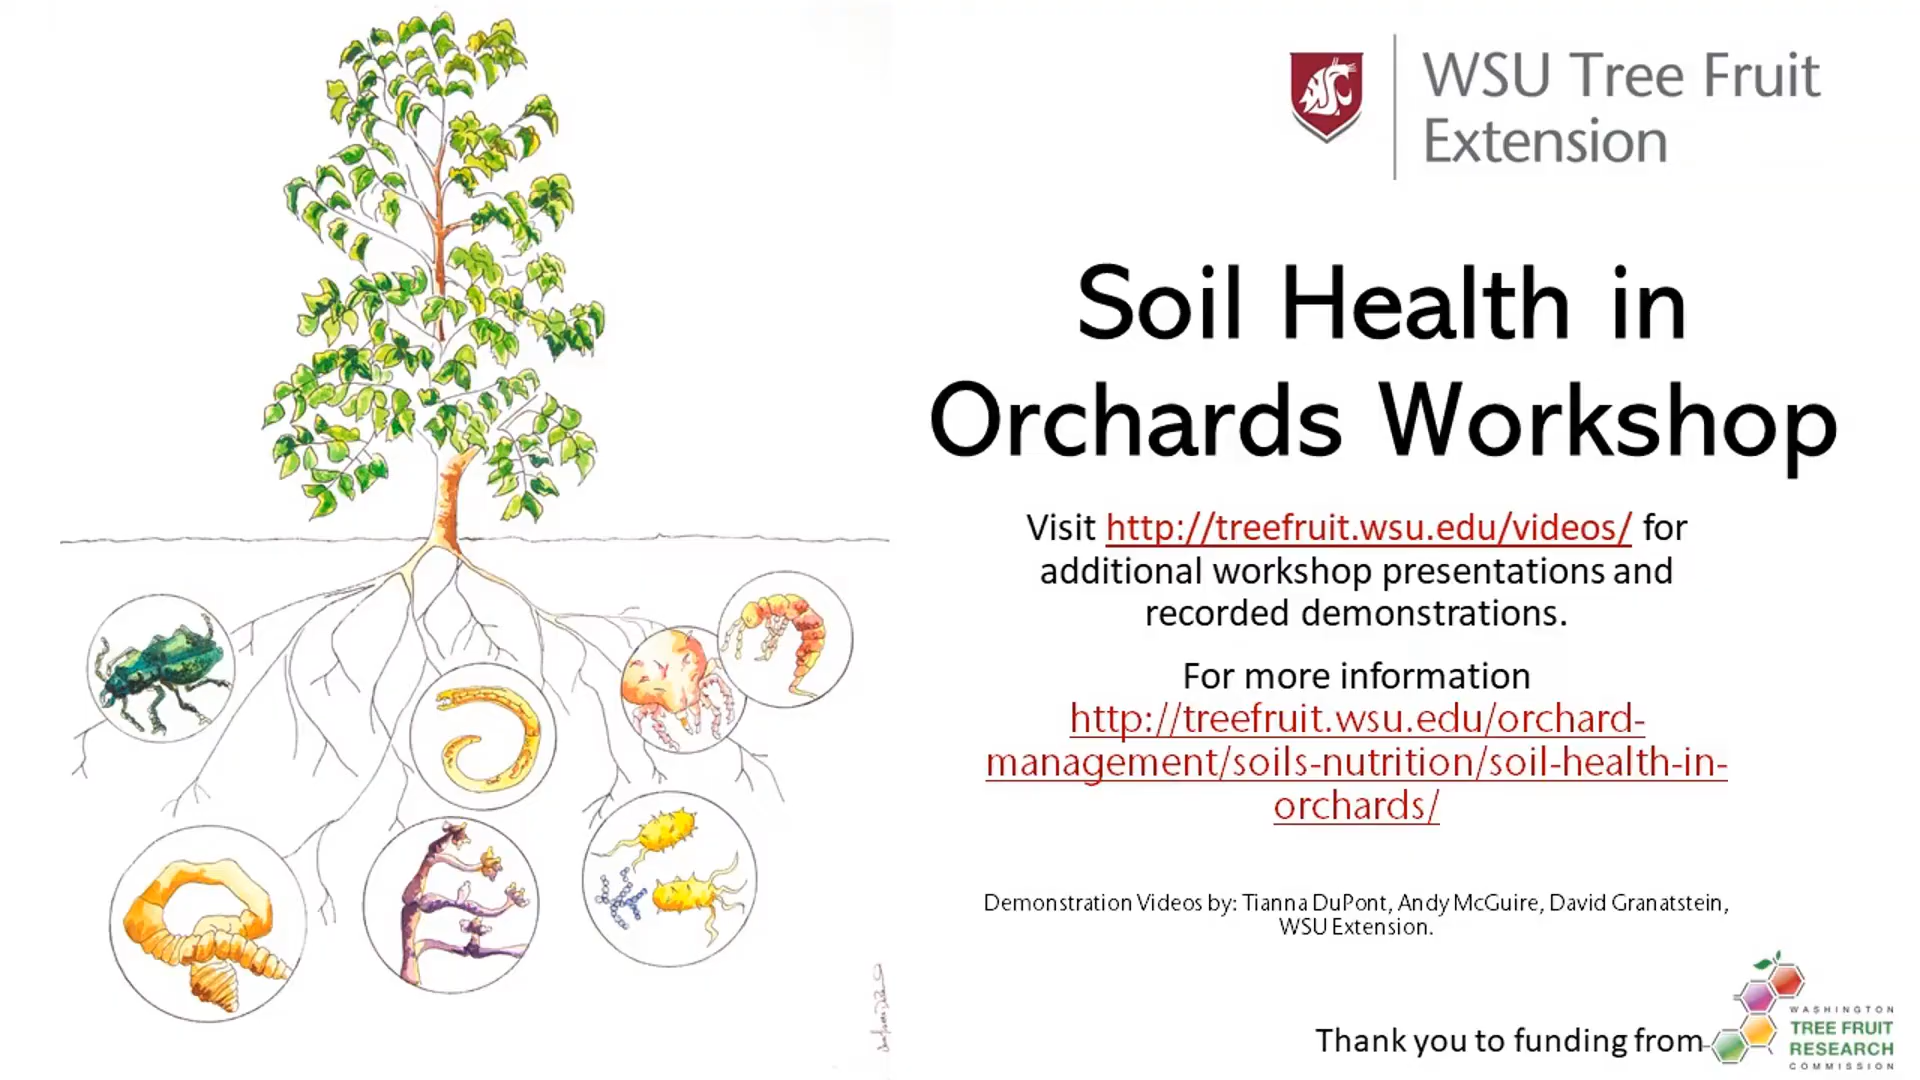 WSU Tree Fruit
Extension
Soil Health in
Orchards Workshop
Visit http://treefruit.wsu.edu/videos/ for
additional workshop presentations and
recorded demonstrations.
For more information
http://treefruit.wsu.edu/orchard-
management/soils-nutrition/soil-health-in-
orchards/
Demonstration Videos by: Tianna DuPont, Andy McGuire, David Granatstein,
WSU Extension.
Thank you to funding from
WASHINGTON
TREE FRUIT
RESEARCH
COMMISSION